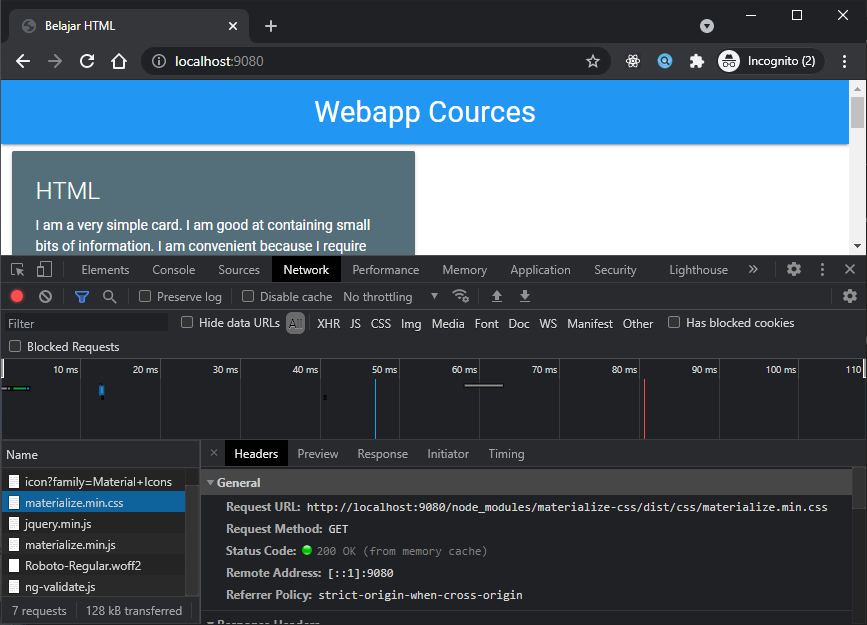 Belajar HTML
localhost:9080
Incognito (2)
Webapp Cources
HTML
I am a very simple card. I am good at containing small
bits of information. I am convenient because I require
Elements Console Sources Network Performance Memory Application Security Lighthouse
Preserve log Disable cache No throttling
Filter Hide data URLs All XHR JS CSS Img Media Font Doc WS Manifest Other Has blocked cookies
Blocked Requests
10 ms 20 ms 30 ms 40 ms 50 ms 60 ms 70 ms 80 ms 90 ms 100 ms 110
Name
Headers Preview Response Initiator Timing
icon?family=Material+Icons
materialize.min.css
jquery.min.js
materialize.min.js
Roboto-Regular.woff2
ng-validate.js
7 requests 128 kB transferred
General
Request URL: http://localhost:9080/node_modules/materialize-css/dist/css/materialize.min.css
Request Method: GET
Status Code: 200 OK (from memory cache)
Remote Address: [::1]:9080
Referrer Policy: strict-origin-when-cross-origin
Response Headers